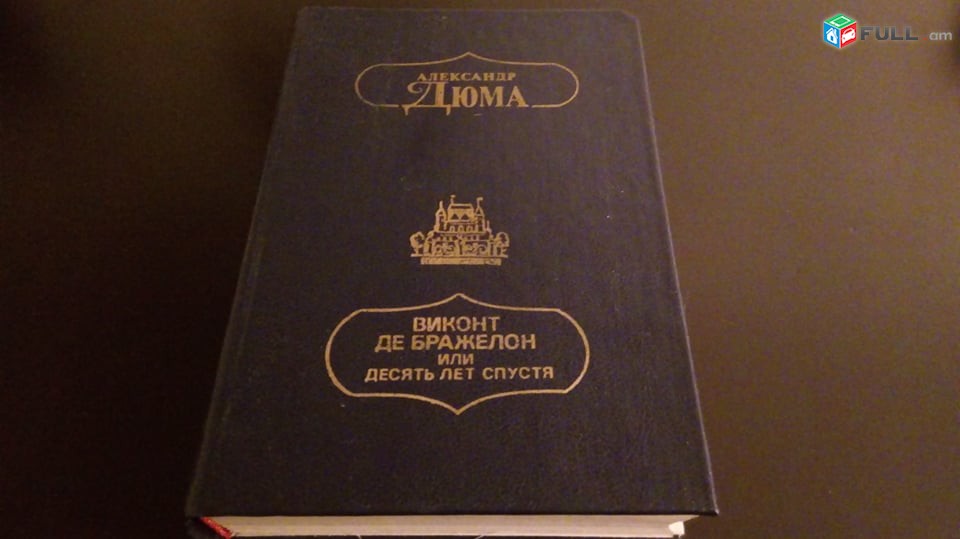 FULL am
АЛЕКСАНДР
ДЮМА
ВИКОНТ
ДЕ БРАЖЕЛОН
ИЛИ
ДЕСЯТЬ ЛЕТ СПУСТЯ